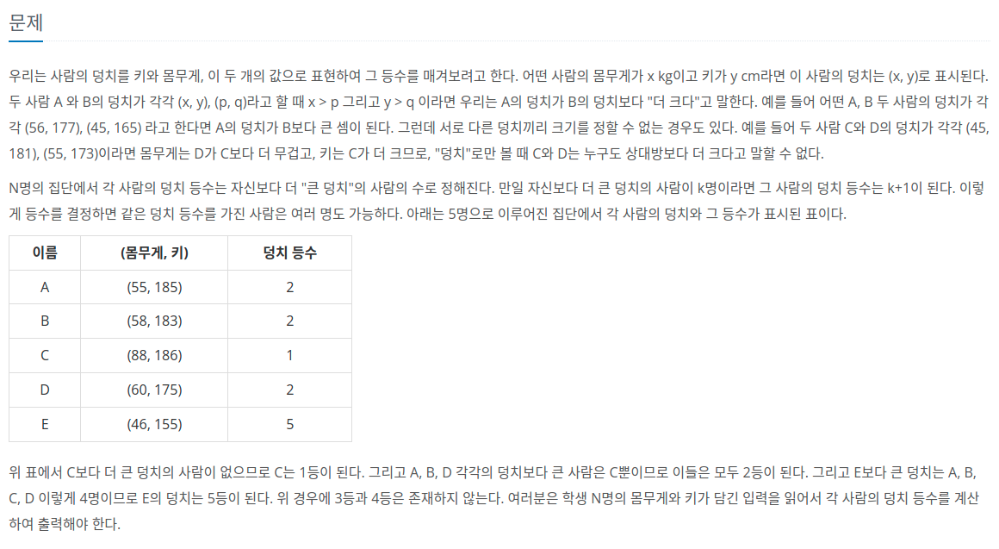 문제
우리는 사람의 덩치를 키와 몸무게, 이 두 개의 값으로 표현하여 그 등수를 매겨보려고 한다. 어떤 사람의 몸무게가 x kg이고 키가 y cm라면 이 사람의 덩치는 (x, y)로 표시된다.
두 사람 A 와 B의 덩치가 각각 (x, y), (p, q)라고 할 때 x > p 그리고 y > q 이라면 우리는 A의 덩치가 B의 덩치보다 "더 크다"고 말한다. 예를 들어 어떤 A, B 두 사람의 덩치가 각
각 (56, 177), (45, 165) 라고 한다면 A의 덩치가 B보다 큰 셈이 된다. 그런데 서로 다른 덩치끼리 크기를 정할 수 없는 경우도 있다. 예를 들어 두 사람 C와 D의 덩치가 각각 (45,
181), (55, 173)이라면 몸무게는 D가 C보다 더 무겁고, 키는 C가 더 크므로, "덩치"로만 볼 때 C와 D는 누구도 상대방보다 더 크다고 말할 수 없다.
N명의 집단에서 각 사람의 덩치 등수는 자신보다 더 "큰 덩치"의 사람의 수로 정해진다. 만일 자신보다 더 큰 덩치의 사람이 k명이라면 그 사람의 덩치 등수는 k+1이 된다. 이렇
게 등수를 결정하면 같은 덩치 등수를 가진 사람은 여러 명도 가능하다. 아래는 5명으로 이루어진 집단에서 각 사람의 덩치와 그 등수가 표시된 표이다.
이름 (몸무게, 키) 덩치 등수
A (55, 185) 2
B (58, 183) 2
C (88, 186) 1
D (60, 175) 2
E (46, 155) 5
위 표에서 C보다 더 큰 덩치의 사람이 없으므로 C는 1등이 된다. 그리고 A, B, D 각각의 덩치보다 큰 사람은 C뿐이므로 이들은 모두 2등이 된다. 그리고 E보다 큰 덩치는 A, B,
C, D 이렇게 4명이므로 E의 덩치는 5등이 된다. 위 경우에 3등과 4등은 존재하지 않는다. 여러분은 학생 N명의 몸무게와 키가 담긴 입력을 읽어서 각 사람의 덩치 등수를 계산
하여 출력해야 한다.